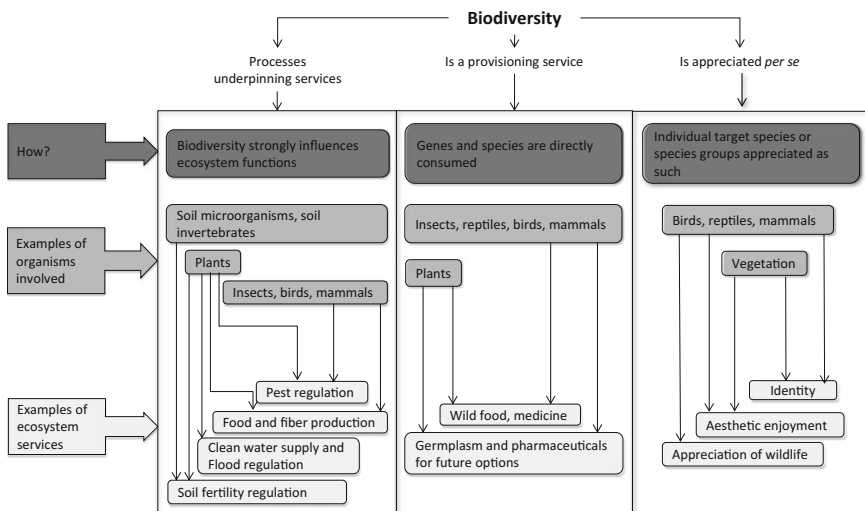 Biodiversity
Processes
underpinning services
Is a provisioning service
Is appreciated per se
How?
Biodiversity strongly influences
ecosystem functions
Genes and species are directly
consumed
Individual target species or
species groups appreciated as
such
Examples of
organisms
involved
Soil microorganisms, soil
invertebrates
Plants
Insects, birds, mammals
Insects, reptiles, birds, mammals
Plants
Birds, reptiles, mammals
Vegetation
Examples of
ecosystem
services
Pest regulation
Food and fiber production
Clean water supply and
Flood regulation
Soil fertility regulation
Wild food, medicine
Germplasm and pharmaceuticals
for future options
Identity
Aesthetic enjoyment
Appreciation of wildlife